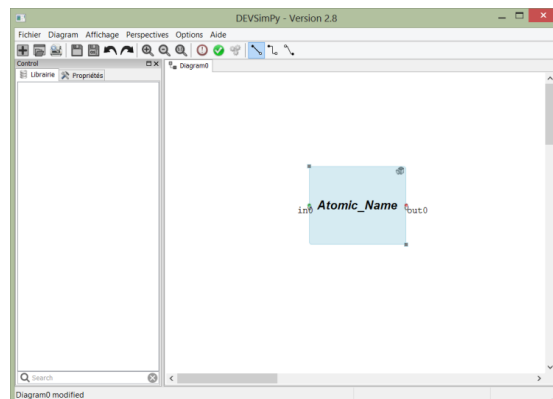 DEVSimPy - Version 2.8
Fichier Diagram Affichage Perspectives Options Aide
Control
Diagram0
Librairie Propriétés
in0 Atomic_Name out0
Search
Diagram0 modified